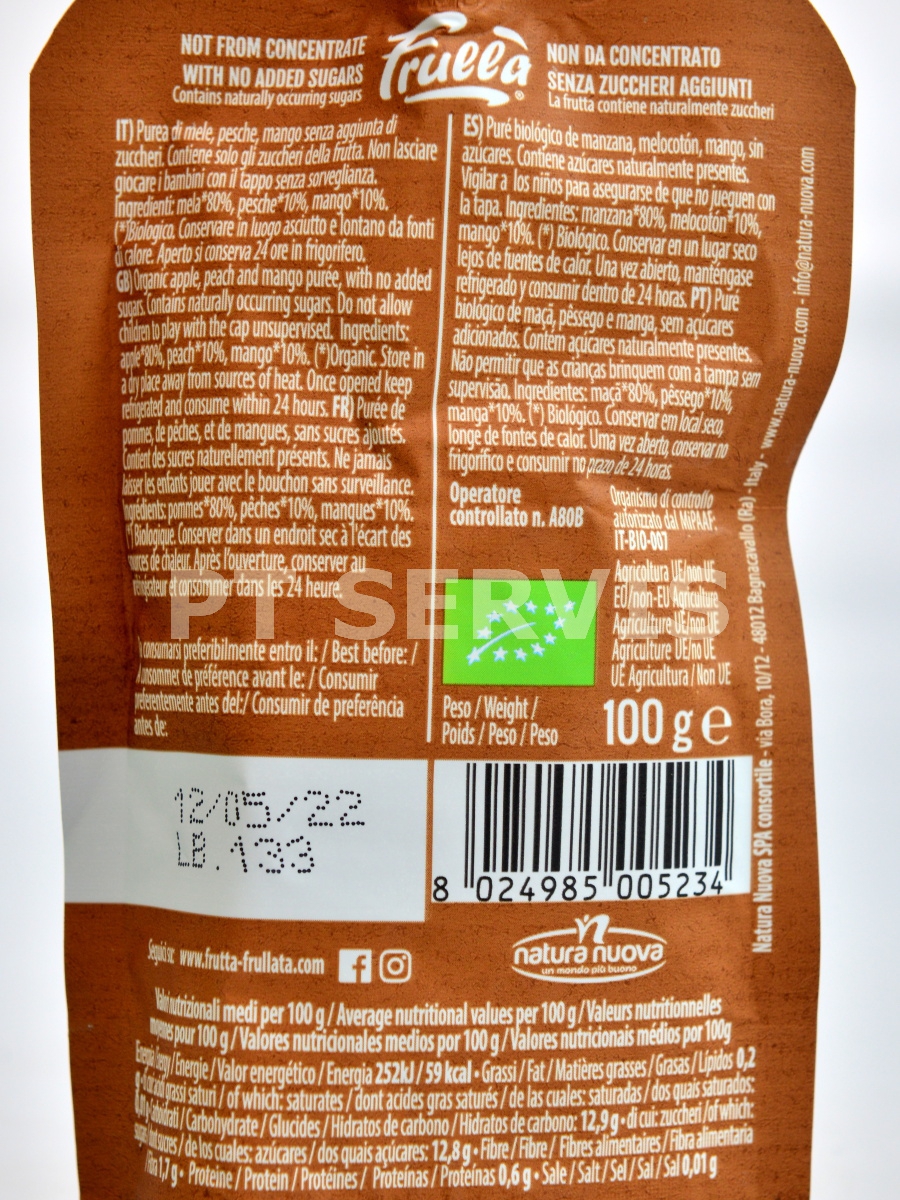 NOT FROM CONCENTRATE
WITH NO ADDED SUGARS
Contains naturally occurring sugars
Frullà®
NON DA CONCENTRATO
SENZA ZUCCHERI AGGIUNTI
La frutta contiene naturalmente zuccheri
IT) Purea di mele, pesche, mango senza aggiunta di
zuccheri. Contiene solo gli zuccheri della frutta. Non lasciare
giocare i bambini con il tappo senza sorveglianza.
Ingredienti: mela*80%, pesche*10%, mango*10%.
(*)Biologico. Conservare in luogo asciutto e lontano da fonti
di calore. Aperto si conserva 24 ore in frigorifero.
GB) Organic apple, peach and mango purée, with no added
sugars. Contains naturally occurring sugars. Do not allow
children to play with the cap unsupervised. Ingredients:
apple*80%, peach*10%, mango*10%. (*)Organic. Store in
a dry place away from sources of heat. Once opened keep
refrigerated and consume within 24 hours. FR) Purée de
pommes, de pêches, et de mangues, sans sucres ajoutés.
Contient des sucres naturellement présents. Ne jamais
laisser les enfants jouer avec le bouchon sans surveillance.
Ingrédients: pommes*80%, pêches*10%, mangues*10%.
(*) Biologique. Conserver dans un endroit sec à l'écart des
sources de chaleur. Après l'ouverture, conserver au
réfrigérateur et consommer dans les 24 heure.
consumarsi preferibilmente entro il: / Best before: /
consommer de préférence avant le: / Consumir
preferentemente antes del:/ Consumir de preferência
antes de:
ES) Puré biológico de manzana, melocotón, mango, sin
azúcares. Contiene azúcares naturalmente presentes.
Vigilar a los niños para asegurarse de que no jueguen con
la tapa. Ingredientes: manzana*80%, melocotón*10%,
mango*10%. (*) Biológico. Conservar en un lugar seco
lejos de fuentes de calor. Una vez abierto, manténgase
refrigerado y consumir dentro de 24 horas. PT) Puré
biológico de maçã, pêssego e manga, sem açúcares
adicionados. Contém açúcares naturalmente presentes.
Não permitir que as crianças brinquem com a tampa sem
supervisão. Ingredientes: maçã*80%, pêssego*10%,
manga*10%. (*) Biológico. Conservar em local seco,
longe de fontes de calor. Uma vez aberto, conservar no
frigorífico e consumir no prazo de 24 horas.
Operatore
controllato n. A80B
Organismo di controllo
autorizzato dal MiPAAF.
IT-BIO-001
Agricoltura UE/non UE
EO/non-EU Agriculture
Agriculture UE/non UE
Agriculture UE/no UE
UE Agricultura / Non UE
PT SERVIS
Peso / Weight /
Poids / Peso / Peso
100 g e
Natura Nuova SPA consortile - via Bora, 10/12 - 48012 Bagnacavallo (Ra) - Italy - www.natura-nuova.com - info@natura-nuova.com
12/05/22
LB.133
8 024985 005234
Seguici su: www.frutta-frullata.com
natura nuova
un mondo più buono
Valori nutrizionali medi per 100 g / Average nutritional values per 100 g / Valeurs nutritionnelles
moyennes pour 100 g / Valores nutricionales medios por 100 g / Valores nutricionais médios por 100g
Energia / Energy / Energie / Valor energético / Energia 252kJ / 59 kcal • Grassi / Fat / Matières grasses / Grasas / Lípidos 0,2
g • di cui acidi grassi saturi / of which: saturates / dont acides gras saturés / de las cuales: saturadas / dos quais saturados:
Carboidrati / Carbohydrate / Glucides / Hidratos de carbono / Hidratos de carbono: 12,9 g • di cui: zuccheri /of which:
sugars / dont sucres / de los cuales: azúcares / dos quais açúcares: 12,8 g • Fibre / Fibre / Fibres alimentaires / Fibra alimentaria
/ Fibra 1,7 g • Proteine / Protein / Protéines / Proteínas / Proteínas 0,6 g • Sale / Salt / Sel / Sal / Sal 0,01 g